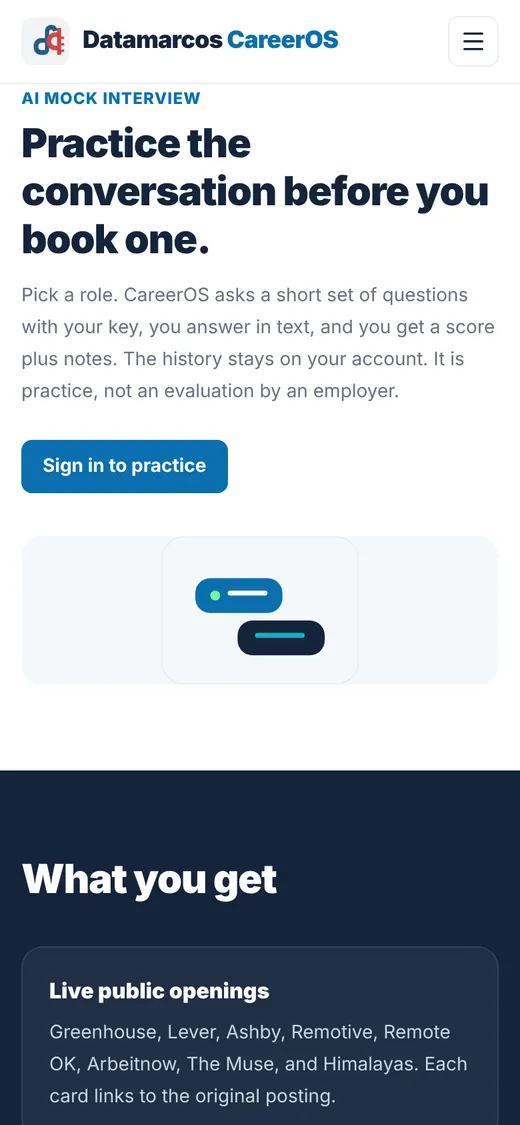 Datamarcos CareerOS
AI MOCK INTERVIEW
Practice the
conversation before you
book one.
Pick a role. CareerOS asks a short set of questions
with your key, you answer in text, and you get a score
plus notes. The history stays on your account. It is
practice, not an evaluation by an employer.
Sign in to practice
What you get
Live public openings
Greenhouse, Lever, Ashby, Remotive, Remote
OK, Arbeitnow, The Muse, and Himalayas. Each
card links to the original posting.